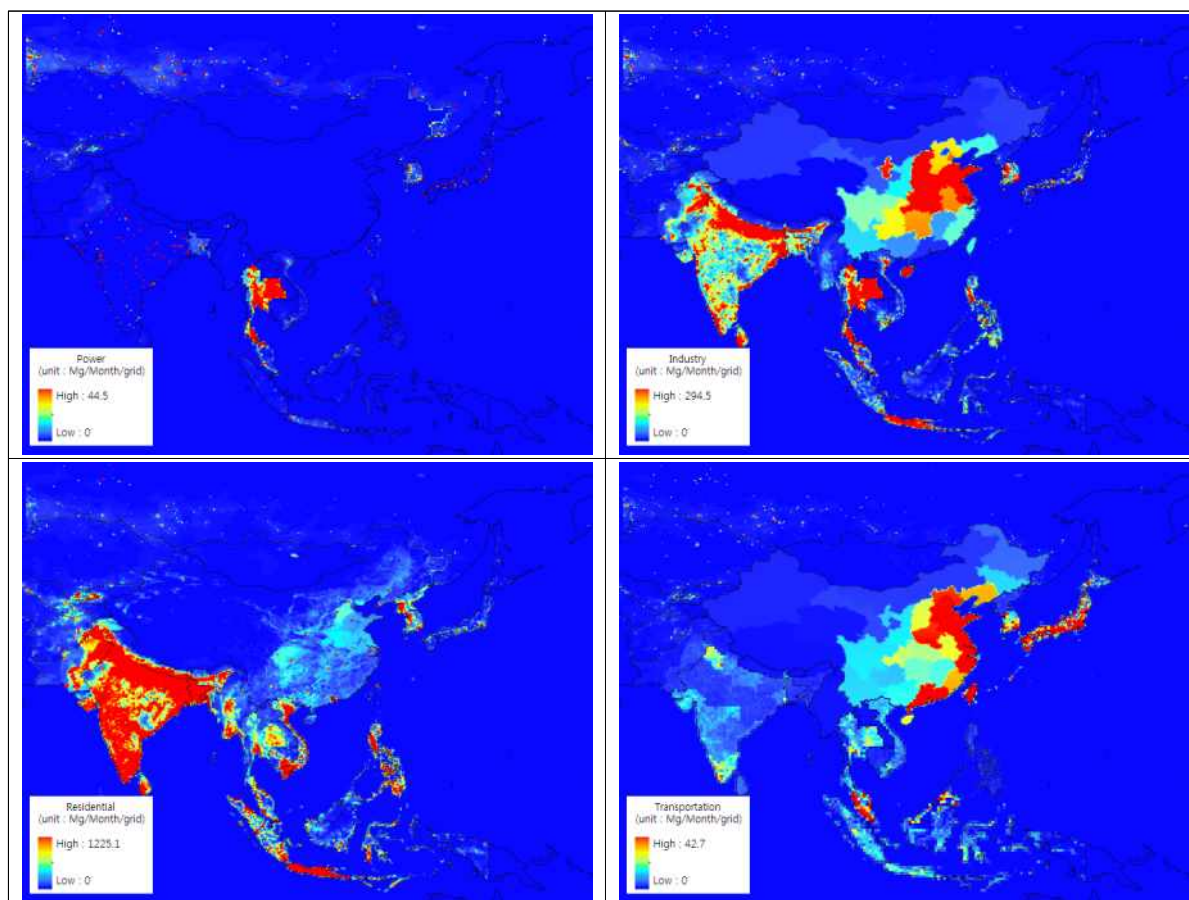 Power
(unit : Mg/Month/grid)
High : 44.5
Low : 0
Industry
(unit : Mg/Month/grid)
High : 294.5
Low : 0
Residential
(unit : Mg/Month/grid)
High : 1225.1
Low : 0
Transportation
(unit : Mg/Month/grid)
High : 42.7
Low : 0